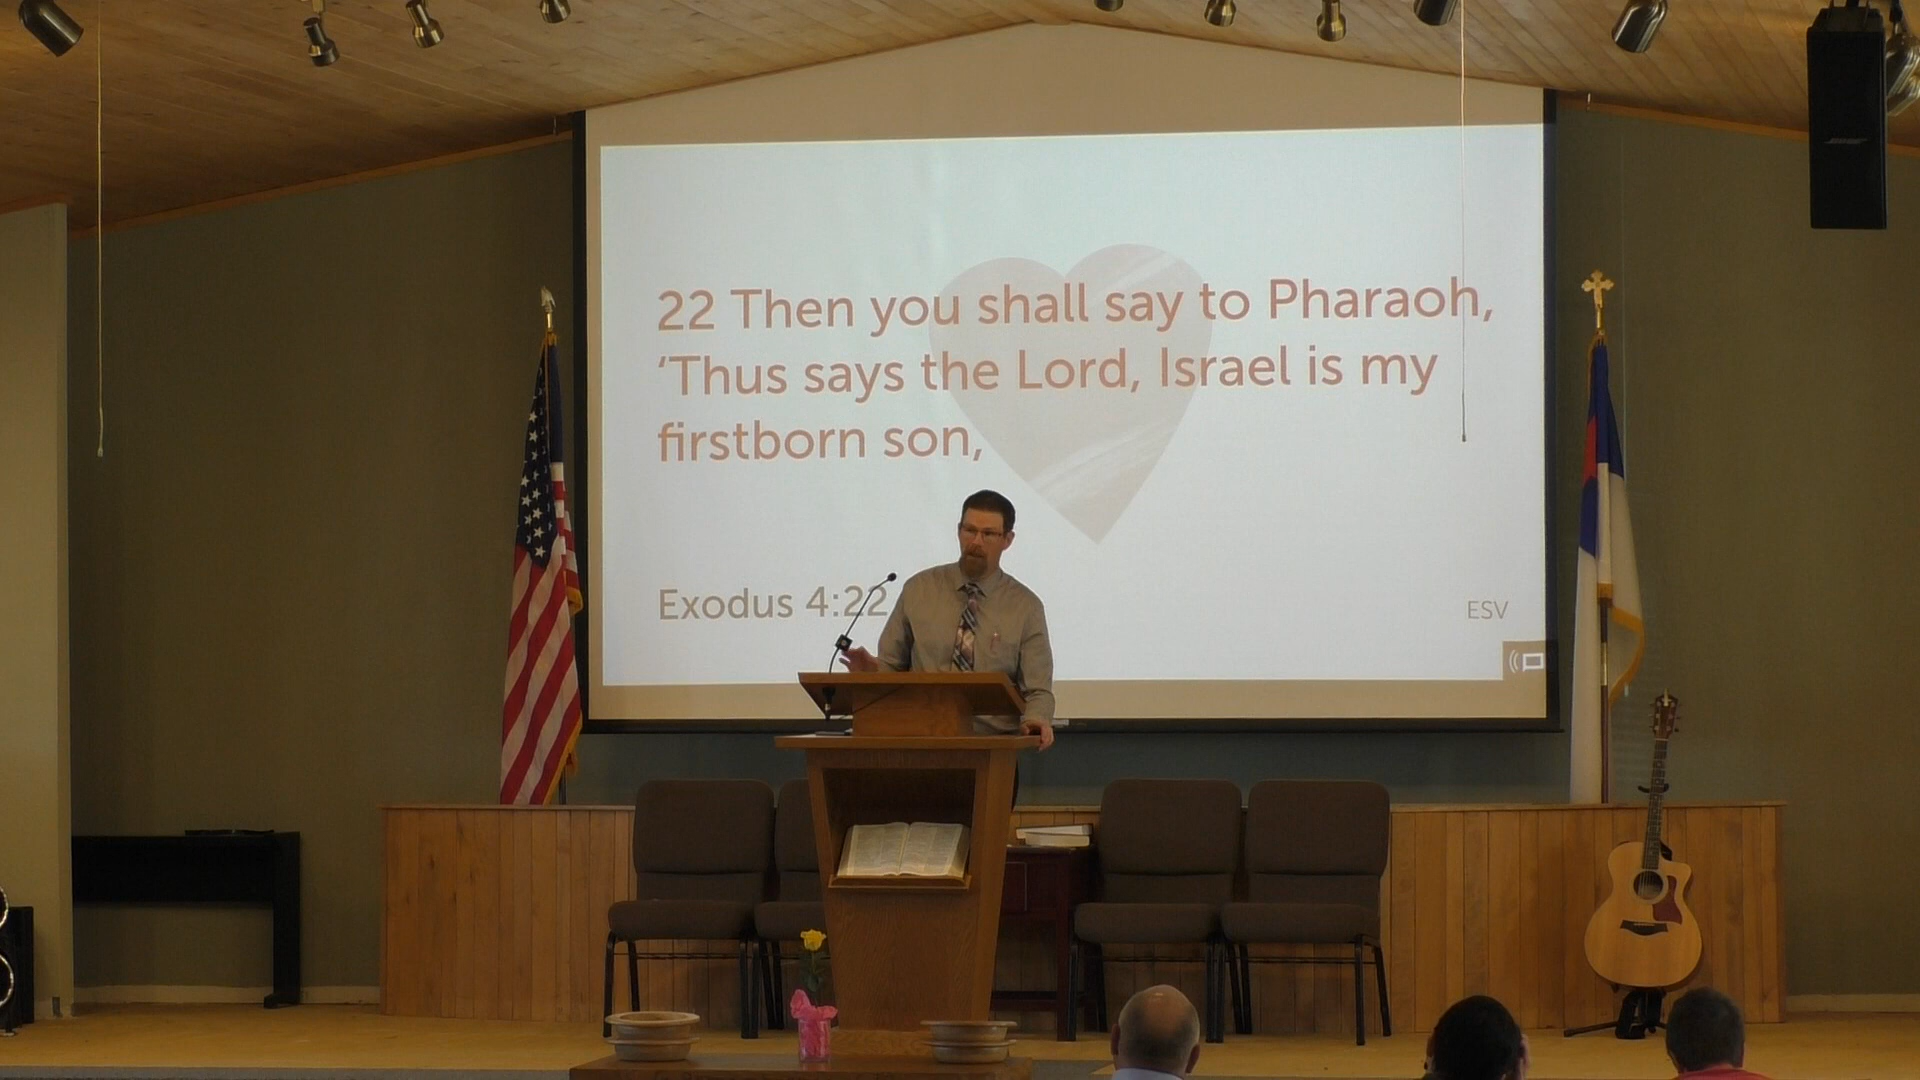 22 Then you shall say to Pharaoh,
‘Thus says the Lord, Israel is my
firstborn son,
Exodus 4:22
ESV
BOSE